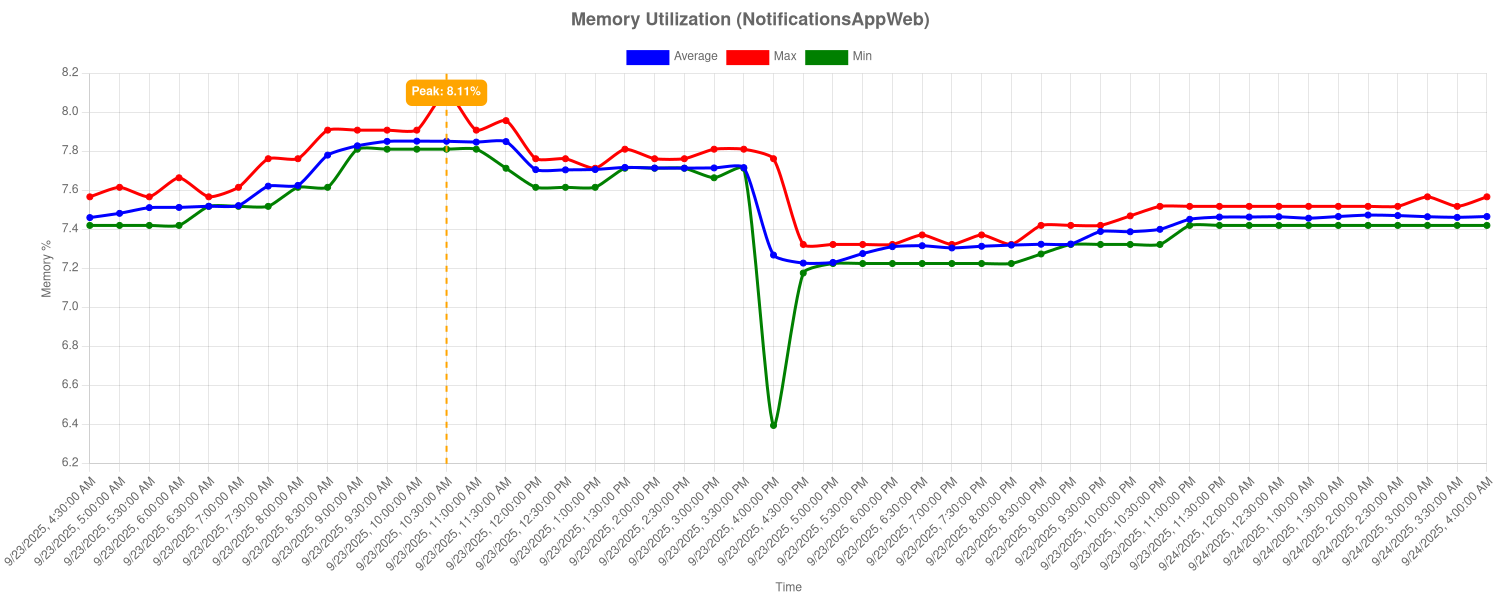 Memory Utilization (NotificationsAppWeb)
Average Max Min
Peak: 8.11%
Memory %
8.2
8.0
7.8
7.6
7.4
7.2
7.0
6.8
6.6
6.4
6.2
9/23/2025, 4:30:00 AM
9/23/2025, 5:00:00 AM
9/23/2025, 5:30:00 AM
9/23/2025, 6:00:00 AM
9/23/2025, 6:30:00 AM
9/23/2025, 7:00:00 AM
9/23/2025, 7:30:00 AM
9/23/2025, 8:00:00 AM
9/23/2025, 8:30:00 AM
9/23/2025, 9:00:00 AM
9/23/2025, 9:30:00 AM
9/23/2025, 10:00:00 AM
9/23/2025, 10:30:00 AM
9/23/2025, 11:00:00 AM
9/23/2025, 11:30:00 AM
9/23/2025, 12:00:00 PM
9/23/2025, 12:30:00 PM
9/23/2025, 1:00:00 PM
9/23/2025, 1:30:00 PM
9/23/2025, 2:00:00 PM
9/23/2025, 2:30:00 PM
9/23/2025, 3:00:00 PM
9/23/2025, 3:30:00 PM
9/23/2025, 4:00:00 PM
9/23/2025, 4:30:00 PM
9/23/2025, 5:00:00 PM
9/23/2025, 5:30:00 PM
9/23/2025, 6:00:00 PM
9/23/2025, 6:30:00 PM
9/23/2025, 7:00:00 PM
9/23/2025, 7:30:00 PM
9/23/2025, 8:00:00 PM
9/23/2025, 8:30:00 PM
9/23/2025, 9:00:00 PM
9/23/2025, 9:30:00 PM
9/23/2025, 10:00:00 PM
9/23/2025, 10:30:00 PM
9/23/2025, 11:00:00 PM
9/23/2025, 11:30:00 PM
9/24/2025, 12:00:00 AM
9/24/2025, 12:30:00 AM
9/24/2025, 1:00:00 AM
9/24/2025, 1:30:00 AM
9/24/2025, 2:00:00 AM
9/24/2025, 2:30:00 AM
9/24/2025, 3:00:00 AM
9/24/2025, 3:30:00 AM
9/24/2025, 4:00:00 AM
Time